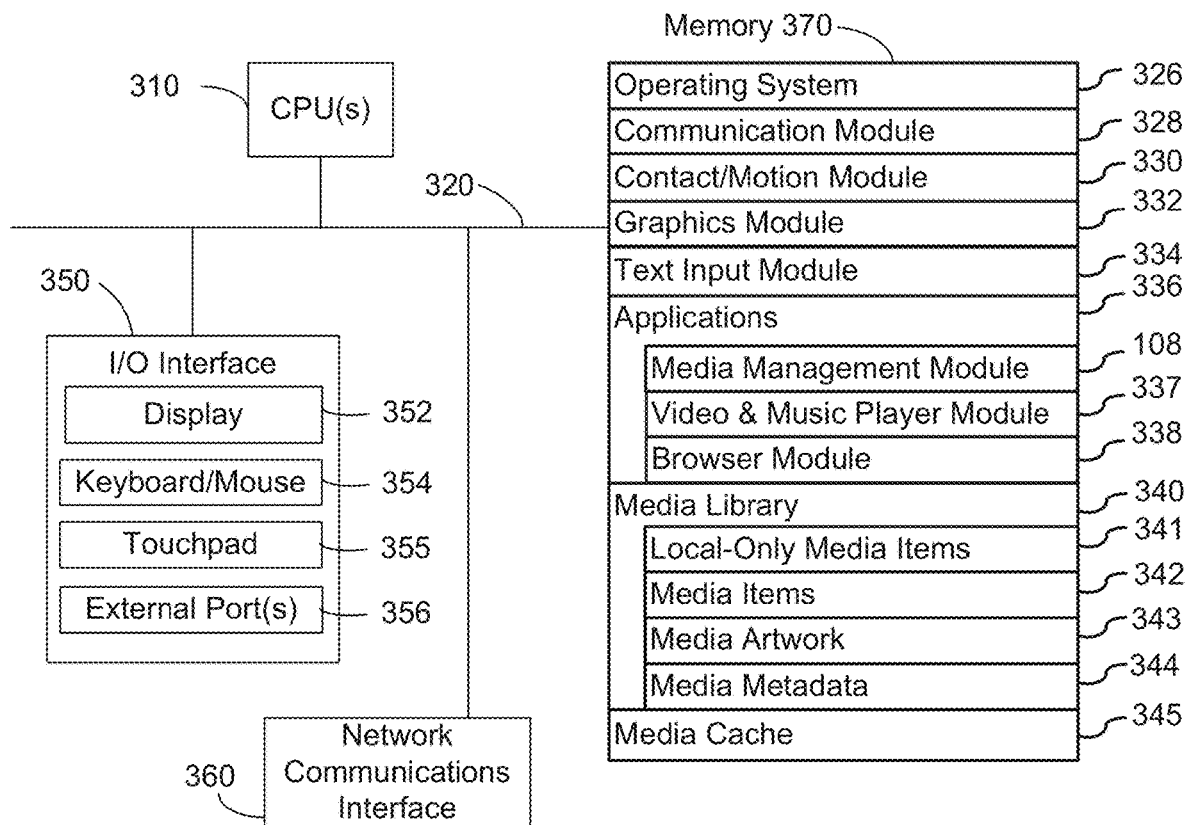 Memory 370
310
CPU(s)
320
350
I/O Interface
Display
352
Keyboard/Mouse
354
Touchpad
355
External Port(s)
356
360
Network
Communications
Interface
Operating System
326
Communication Module
328
Contact/Motion Module
330
Graphics Module
332
Text Input Module
334
Applications
336
Media Management Module
108
Video & Music Player Module
337
Browser Module
338
Media Library
340
Local-Only Media Items
341
Media Items
342
Media Artwork
343
Media Metadata
344
Media Cache
345